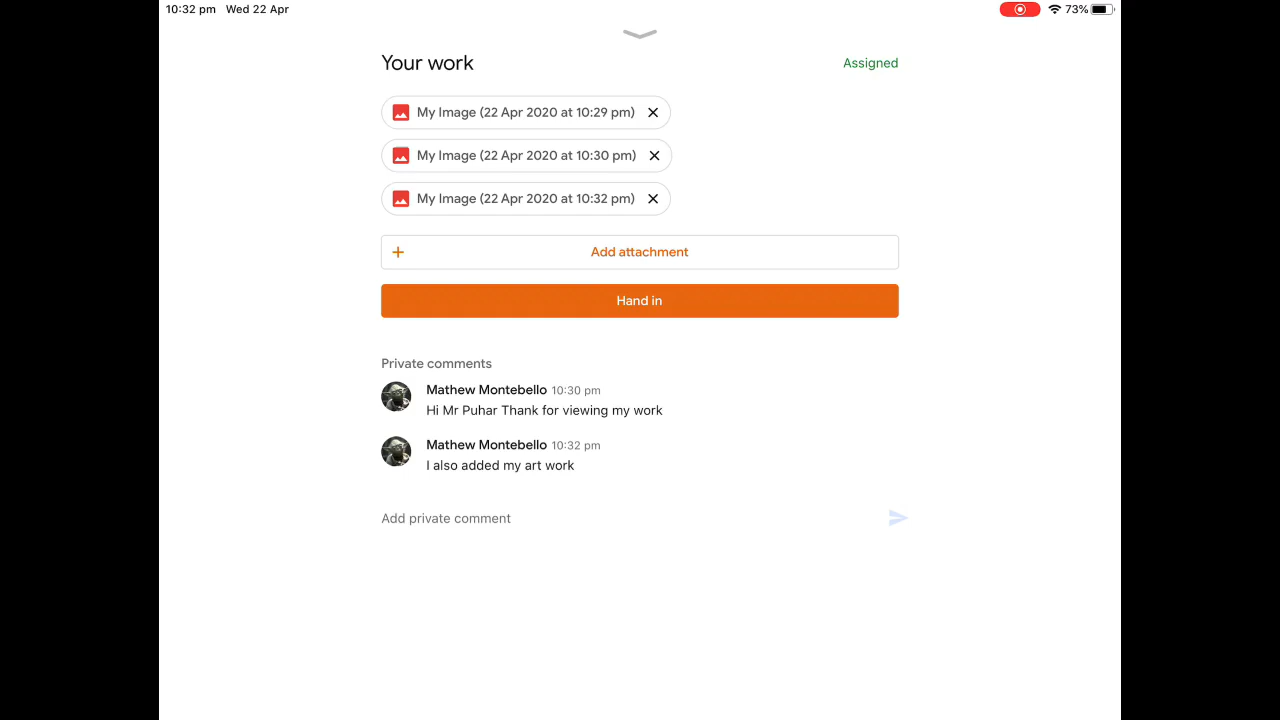 10:32 pm Wed 22 Apr 73%
Your work Assigned
My Image (22 Apr 2020 at 10:29 pm)
My Image (22 Apr 2020 at 10:30 pm)
My Image (22 Apr 2020 at 10:32 pm)
Add attachment
Hand in
Private comments
Mathew Montebello 10:30 pm
Hi Mr Puhar Thank for viewing my work
Mathew Montebello 10:32 pm
I also added my art work
Add private comment